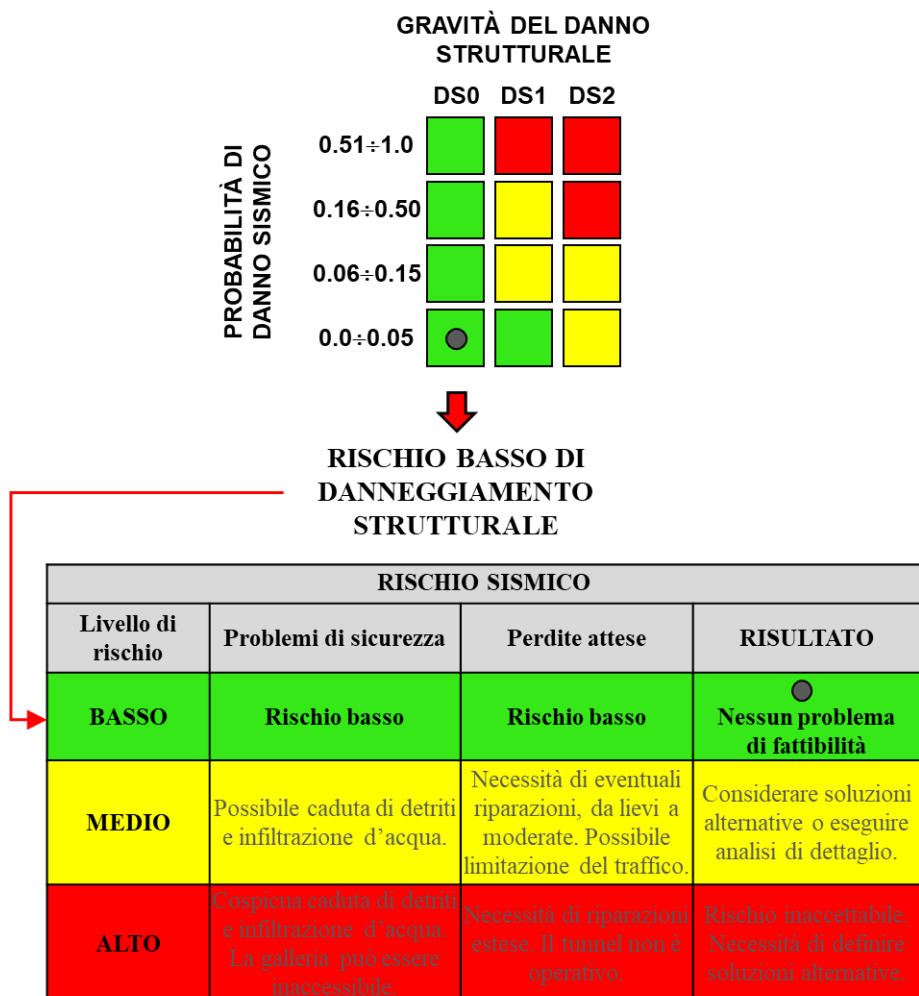 GRAVITÀ DEL DANNO
STRUTTURALE
DS0 DS1 DS2
PROBABILITÀ DI
DANNO SISMICO
0.51÷1.0
0.16÷0.50
0.06÷0.15
0.0÷0.05
RISCHIO BASSO DI
DANNEGGIAMENTO
STRUTTURALE
RISCHIO SISMICO
Livello di
rischio
Problemi di sicurezza
Perdite attese
RISULTATO
BASSO
Rischio basso
Rischio basso
Nessun problema
di fattibilità
MEDIO
Possibile caduta di detriti
e infiltrazione d’acqua.
Necessità di eventuali
riparazioni, da lievi a
moderate. Possibile
limitazione del traffico.
Considerare soluzioni
alternative o eseguire
analisi di dettaglio.
ALTO
Cospicua caduta di detriti
e infiltrazione d’acqua.
La galleria può essere
inaccessibile.
Necessità di riparazioni
estese. Il tunnel non è
operativo.
Rischio inaccettabile.
Necessità di definire
soluzioni alternative.